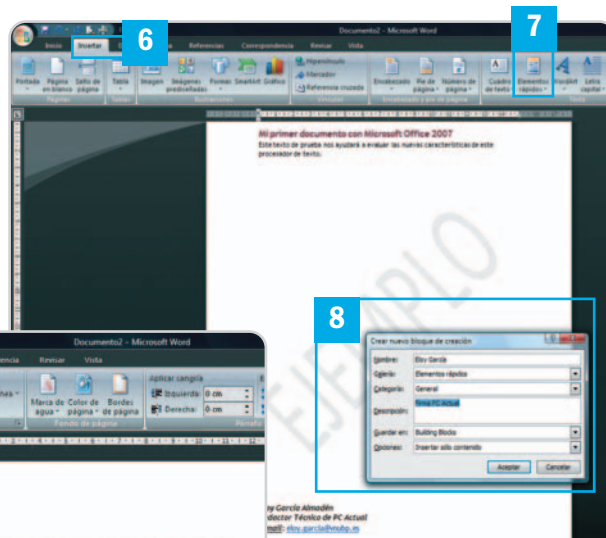 6
7
Documento2 - Microsoft Word
Inicio Insertar Referencias Correspondencia Revisar Vista
Portada Página en blanco Salto de página Tabla Imagen Imágenes prediseñadas Formas SmartArt Gráfico
Hipervínculo
Marcador
Referencia cruzada
Encabezado Pie de página Número de página Cuadro de texto Elementos rápidos WordArt Letra capital
Páginas Tablas Ilustraciones Vínculos Encabezado y pie de página Texto
Mi primer documento con Microsoft Office 2007
Este texto de prueba nos ayudará a evaluar las nuevas características de este
procesador de texto.
EJEMPLO
8
Crear nuevo bloque de creación
Nombre: Eloy García
Galería: Elementos rápidos
Categoría: General
Descripción: Firma PC Actual
Guardar en: Building Blocks
Opciones: Insertar sólo contenido
Aceptar Cancelar
Documento2 - Microsoft Word
encia Revisar Vista
Marca de agua Color de página Bordes de página
Aplicar sangría
Izquierda: 0 cm
Derecha: 0 cm
Fondo de página Párrafo
oy García Almadén
dactor Técnico de PC Actual
mail: eloy.garcia@vnubp.es